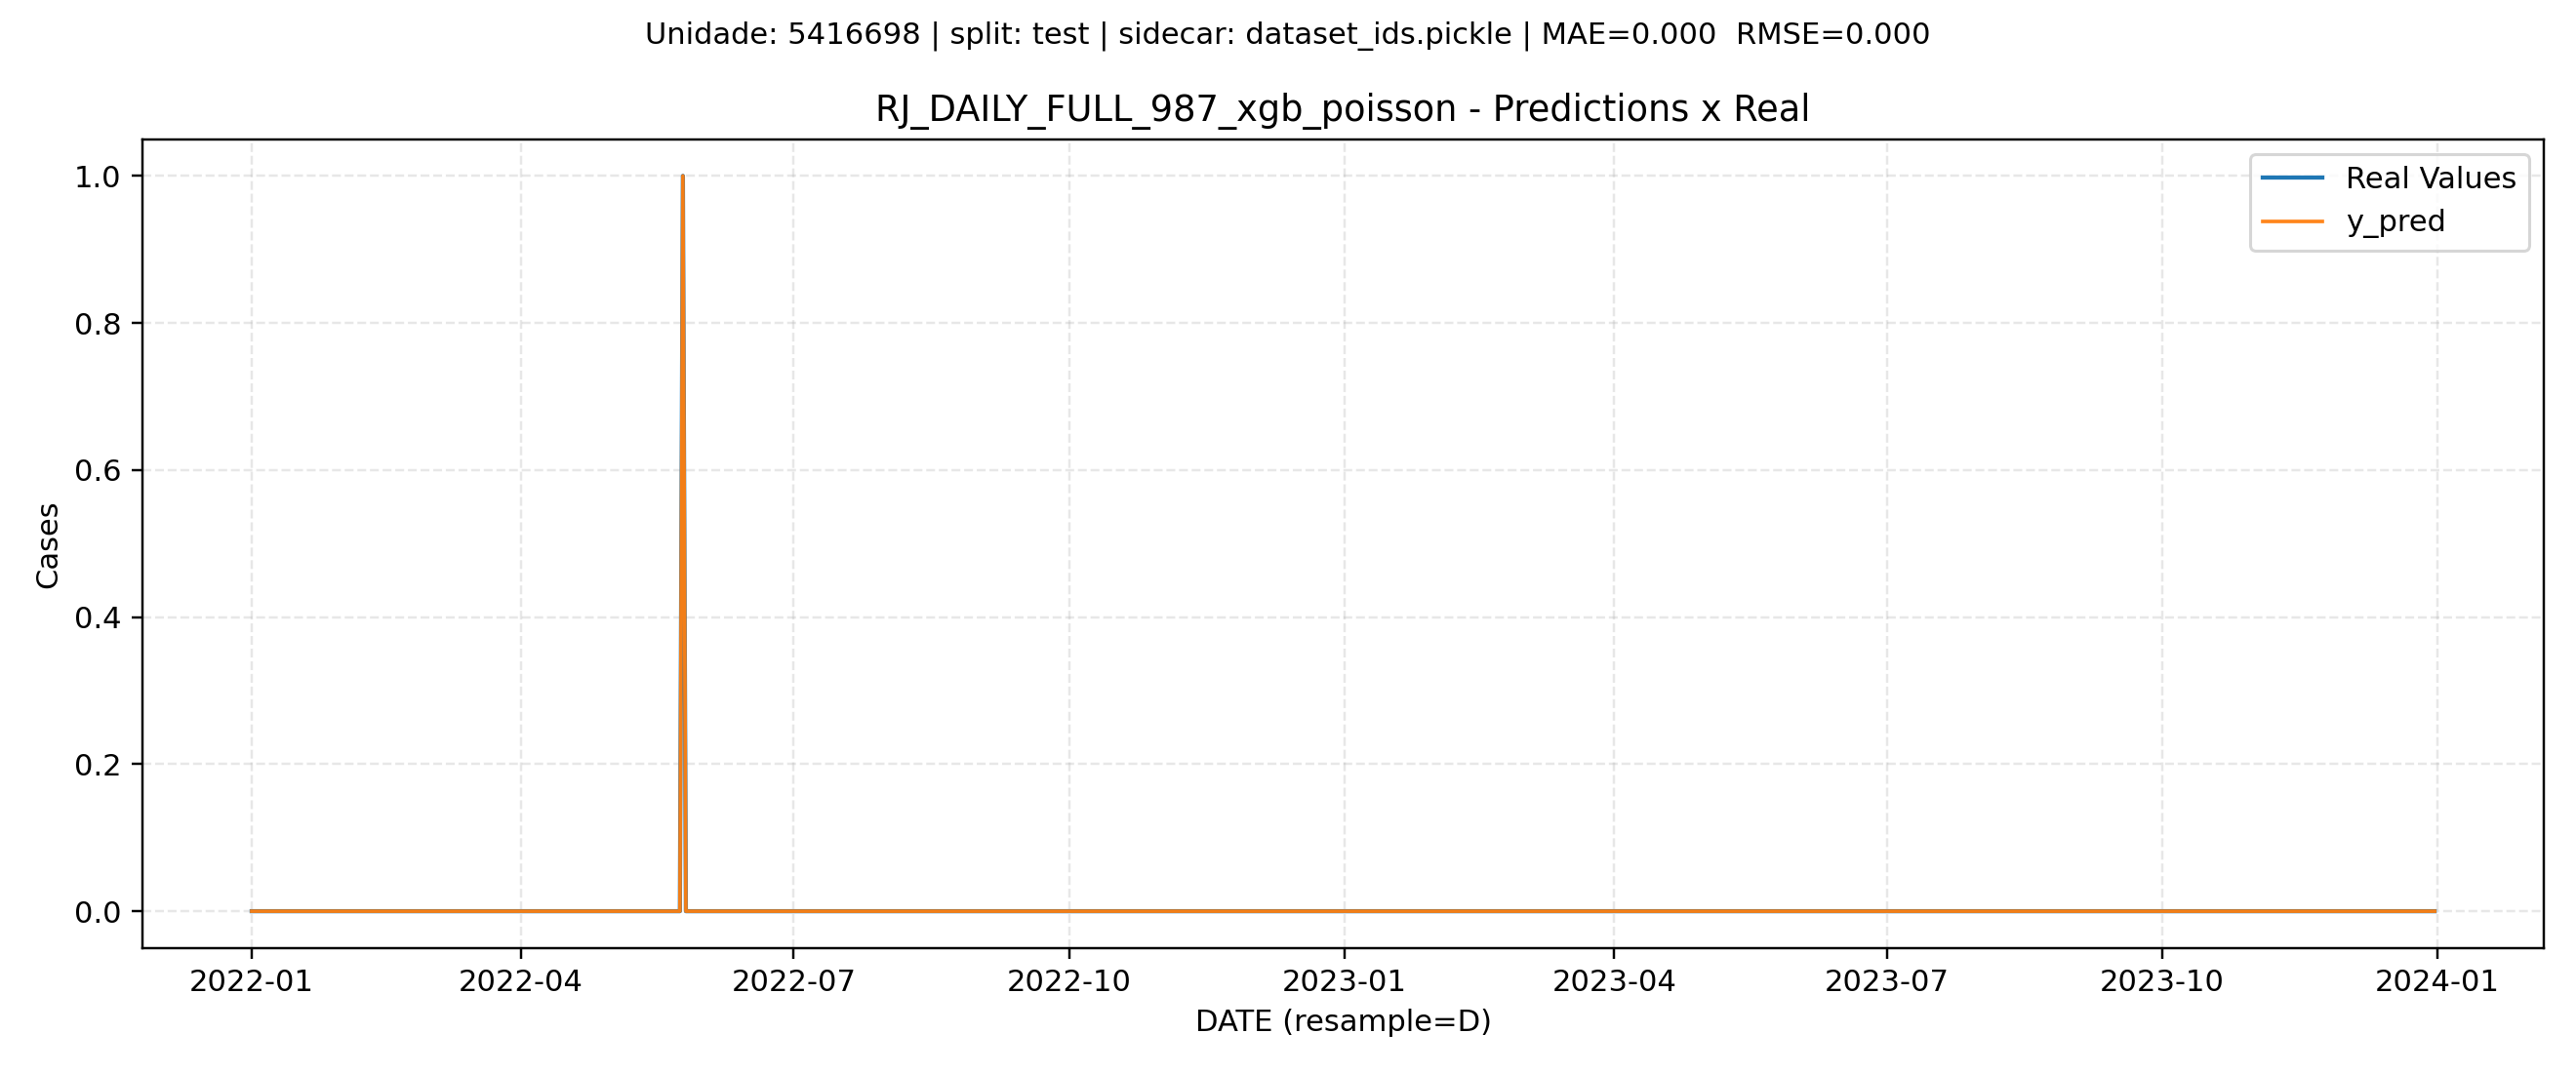 Unidade: 5416698 | split: test | sidecar: dataset_ids.pickle | MAE=0.000  RMSE=0.000
RJ_DAILY_FULL_987_xgb_poisson - Predictions x Real
Real Values
y_pred
1.0
0.8
0.6
0.4
0.2
0.0
Cases
2022-01
2022-04
2022-07
2022-10
2023-01
2023-04
2023-07
2023-10
2024-01
DATE (resample=D)